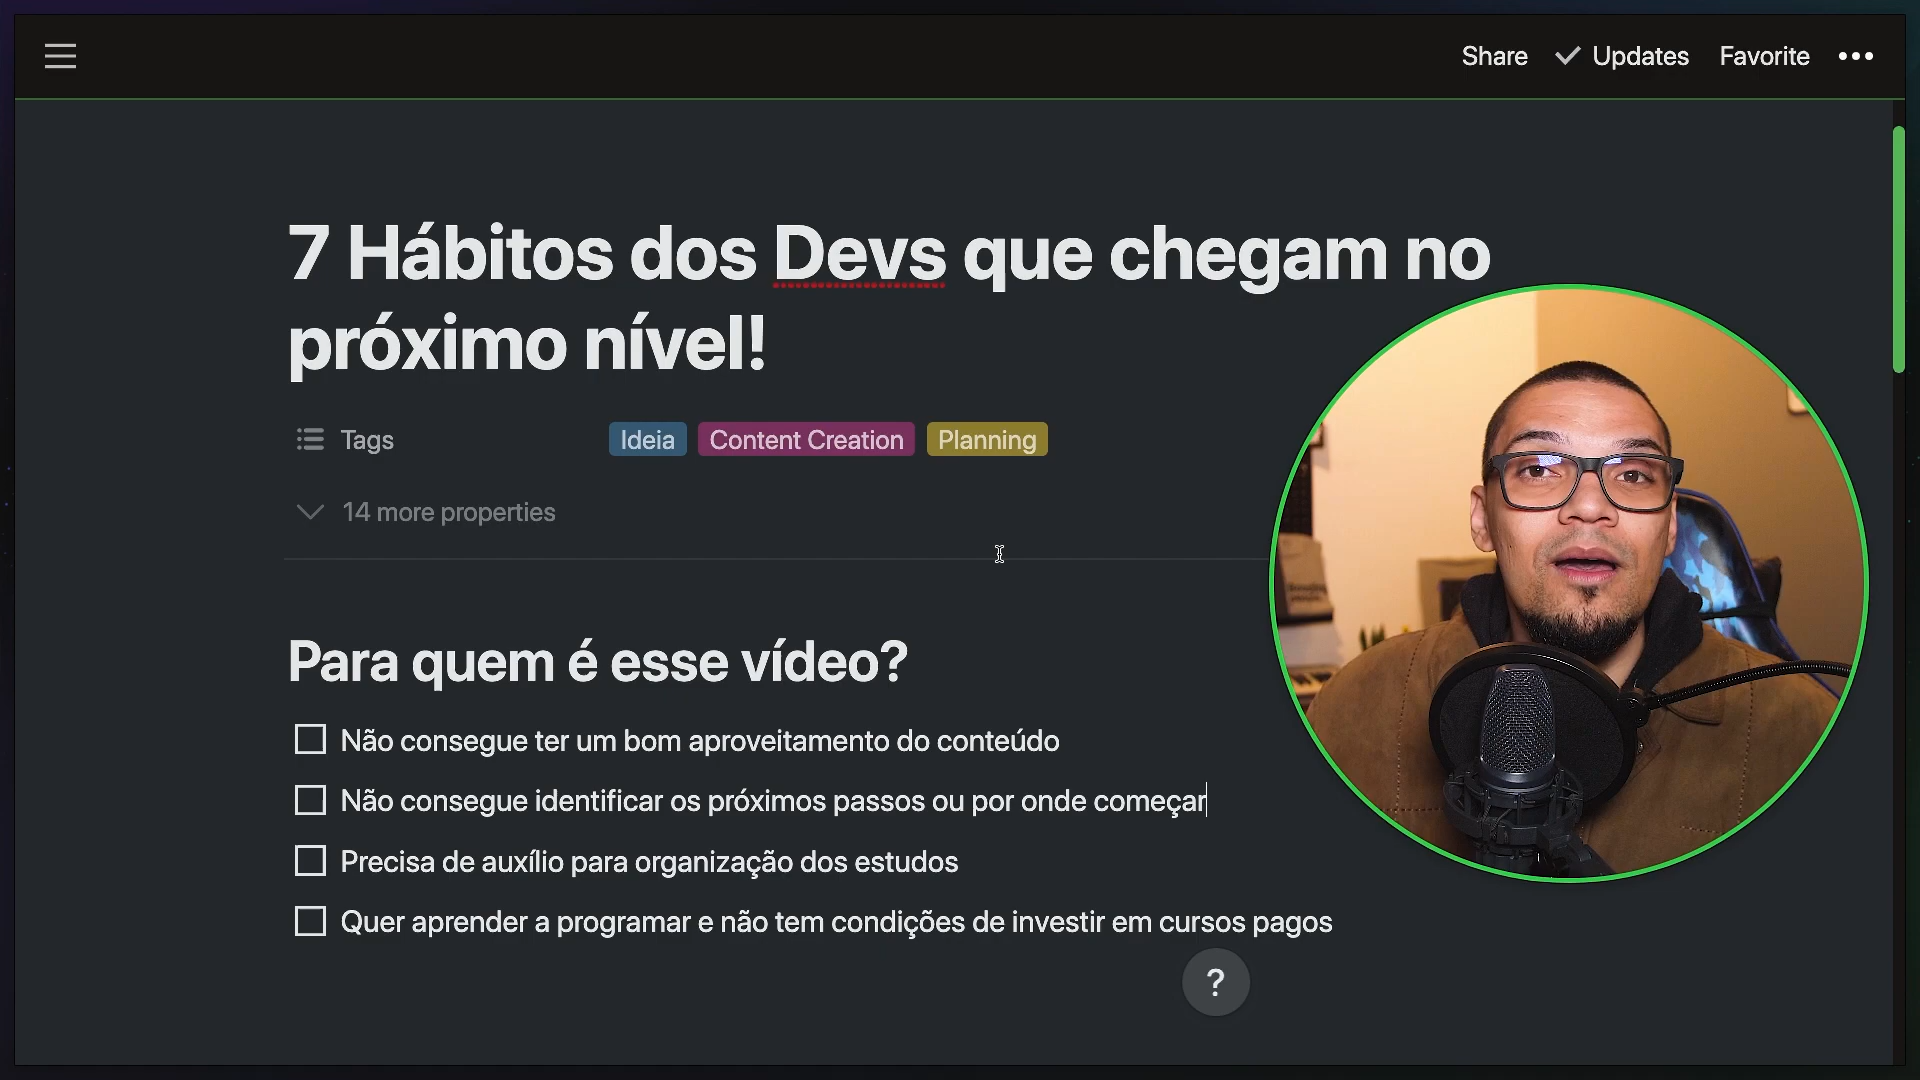 Share Updates Favorite •••
7 Hábitos dos Devs que chegam no
próximo nível!
Tags Ideia Content Creation Planning
14 more properties
Para quem é esse vídeo?
Não consegue ter um bom aproveitamento do conteúdo
Não consegue identificar os próximos passos ou por onde começar
Precisa de auxílio para organização dos estudos
Quer aprender a programar e não tem condições de investir em cursos pagos
?